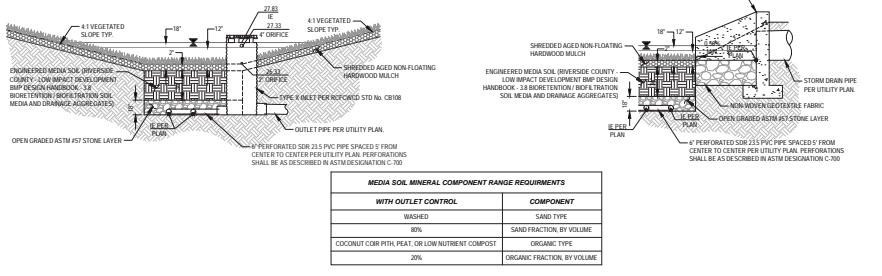 27.83
IE
27.33
4" ORIFICE
4:1 VEGETATED
SLOPE TYP.
18"
12"
2"
4:1 VEGETATED
SLOPE TYP.
SHREDDED AGED NON-FLOATING
HARDWOOD MULCH
ENGINEERED MEDIA SOIL (RIVERSIDE
COUNTY - LOW IMPACT DEVELOPMENT
BMP DESIGN HANDBOOK - 3.8
BIORETENTION / BIOFILTRATION SOIL
MEDIA AND DRAINAGE AGGREGATES)
26.33
2" ORIFICE
TYPE X INLET PER RCFCWCD STD No. CB108
18"
IE PER
PLAN
OUTLET PIPE PER UTILITY PLAN.
OPEN GRADED ASTM #57 STONE LAYER
6" PERFORATED SDR 23.5 PVC PIPE SPACED 5' FROM
CENTER TO CENTER PER UTILITY PLAN. PERFORATIONS
SHALL BE AS DESCRIBED IN ASTM DESIGNATION C-700
18"
12"
2"
SHREDDED AGED NON-FLOATING
HARDWOOD MULCH
IE PER
PLAN
ENGINEERED MEDIA SOIL (RIVERSIDE COUNTY -
LOW IMPACT DEVELOPMENT BMP DESIGN
HANDBOOK - 3.8 BIORETENTION / BIOFILTRATION
SOIL MEDIA AND DRAINAGE AGGREGATES)
STORM DRAIN PIPE
PER UTILITY PLAN.
18"
NON-WOVEN GEOTEXTILE FABRIC
IE PER
PLAN
OPEN GRADED ASTM #57 STONE LAYER
6" PERFORATED SDR 23.5 PVC PIPE SPACED 5' FROM
CENTER TO CENTER PER UTILITY PLAN. PERFORATIONS
SHALL BE AS DESCRIBED IN ASTM DESIGNATION C-700
MEDIA SOIL MINERAL COMPONENT RANGE REQUIRMENTS
WITH OUTLET CONTROL COMPONENT
WASHED SAND TYPE
80% SAND FRACTION, BY VOLUME
COCONUT COIR PITH, PEAT, OR LOW NUTRIENT COMPOST ORGANIC TYPE
20% ORGANIC FRACTION, BY VOLUME